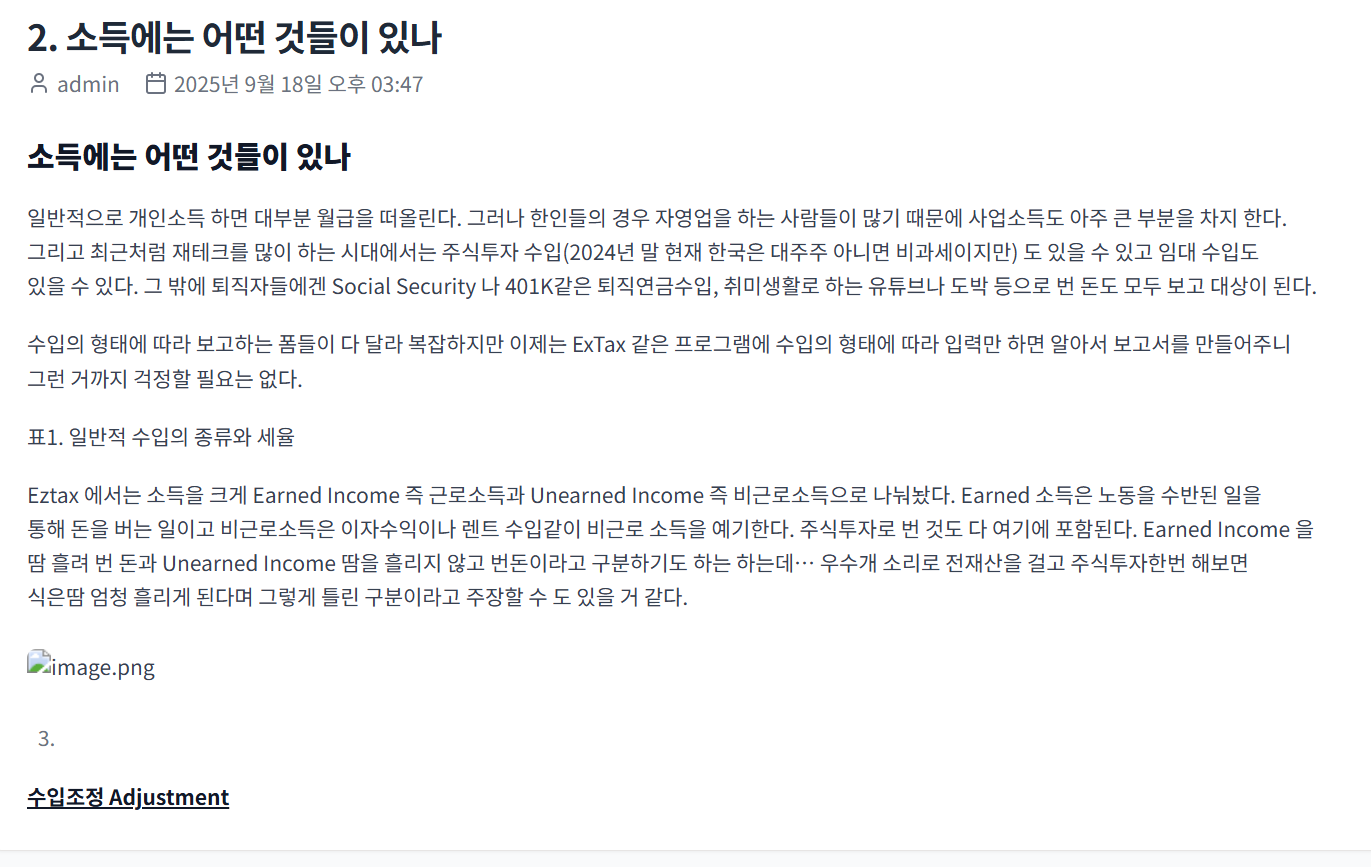 2. 소득에는 어떤 것들이 있나
admin 2025년 9월 18일 오후 03:47
소득에는 어떤 것들이 있나
일반적으로 개인소득 하면 대부분 월급을 떠올린다. 그러나 한인들의 경우 자영업을 하는 사람들이 많기 때문에 사업소득도 아주 큰 부분을 차지 한다.
그리고 최근처럼 재테크를 많이 하는 시대에서는 주식투자 수입(2024년 말 현재 한국은 대주주 아니면 비과세이지만) 도 있을 수 있고 임대 수입도
있을 수 있다. 그 밖에 퇴직자들에겐 Social Security 나 401K같은 퇴직연금수입, 취미생활로 하는 유튜브나 도박 등으로 번 돈도 모두 보고 대상이 된다.
수입의 형태에 따라 보고하는 폼들이 다 달라 복잡하지만 이제는 ExTax 같은 프로그램에 수입의 형태에 따라 입력만 하면 알아서 보고서를 만들어주니
그런 거까지 걱정할 필요는 없다.
표1. 일반적 수입의 종류와 세율
Eztax 에서는 소득을 크게 Earned Income 즉 근로소득과 Unearned Income 즉 비근로소득으로 나눠놨다. Earned 소득은 노동을 수반된 일을
통해 돈을 버는 일이고 비근로소득은 이자수익이나 렌트 수입같이 비근로 소득을 예기한다. 주식투자로 번 것도 다 여기에 포함된다. Earned Income 을
땀 흘려 번 돈과 Unearned Income 땀을 흘리지 않고 번돈이라고 구분하기도 하는 하는데… 우수개 소리로 전재산을 걸고 주식투자한번 해보면
식은땀 엄청 흘리게 된다며 그렇게 틀린 구분이라고 주장할 수 도 있을 거 같다.
image.png
3.
수입조정 Adjustment